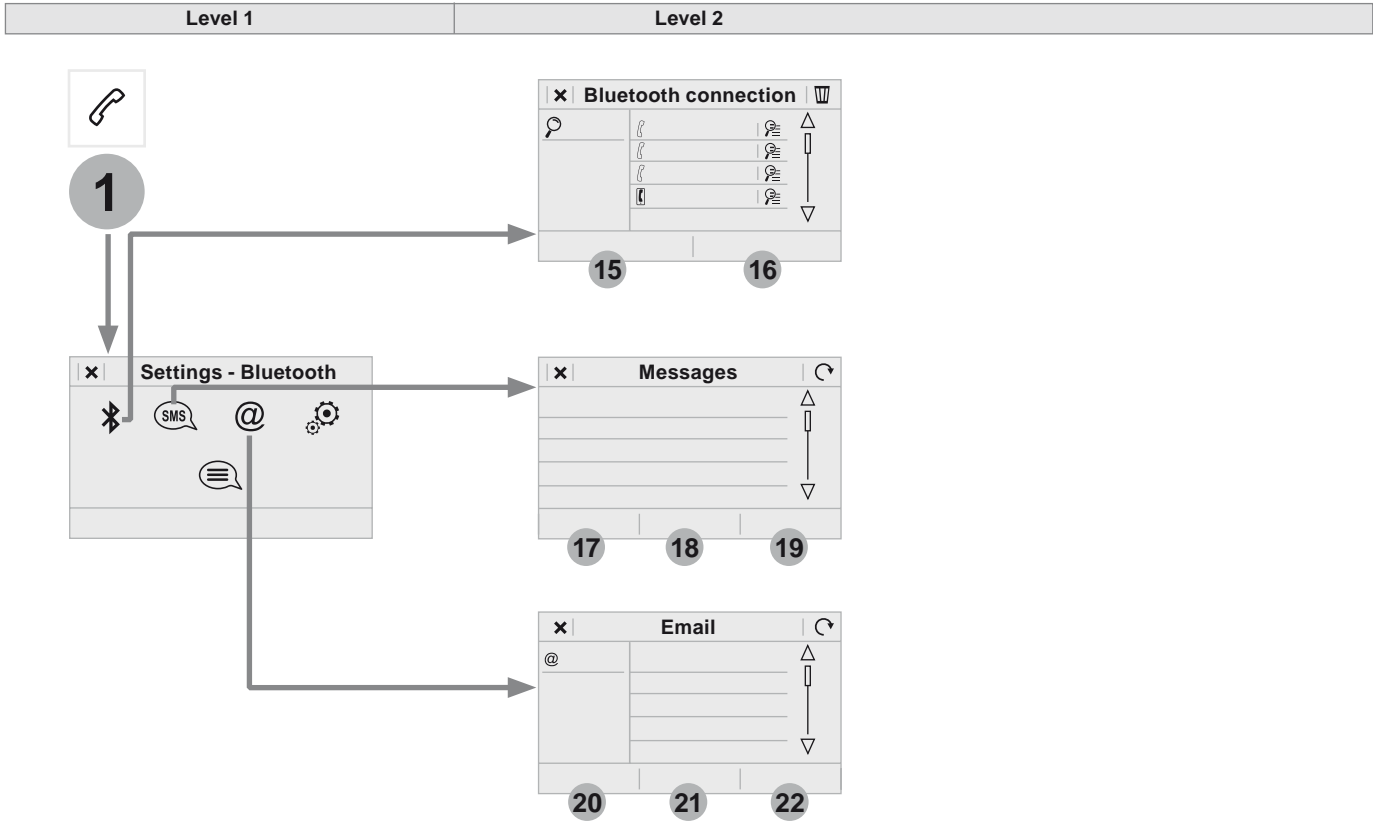 Level 1 Level 2
Bluetooth connection
1
15 16
Settings - Bluetooth
SMS @
Messages
17 18 19
Email
@
20 21 22